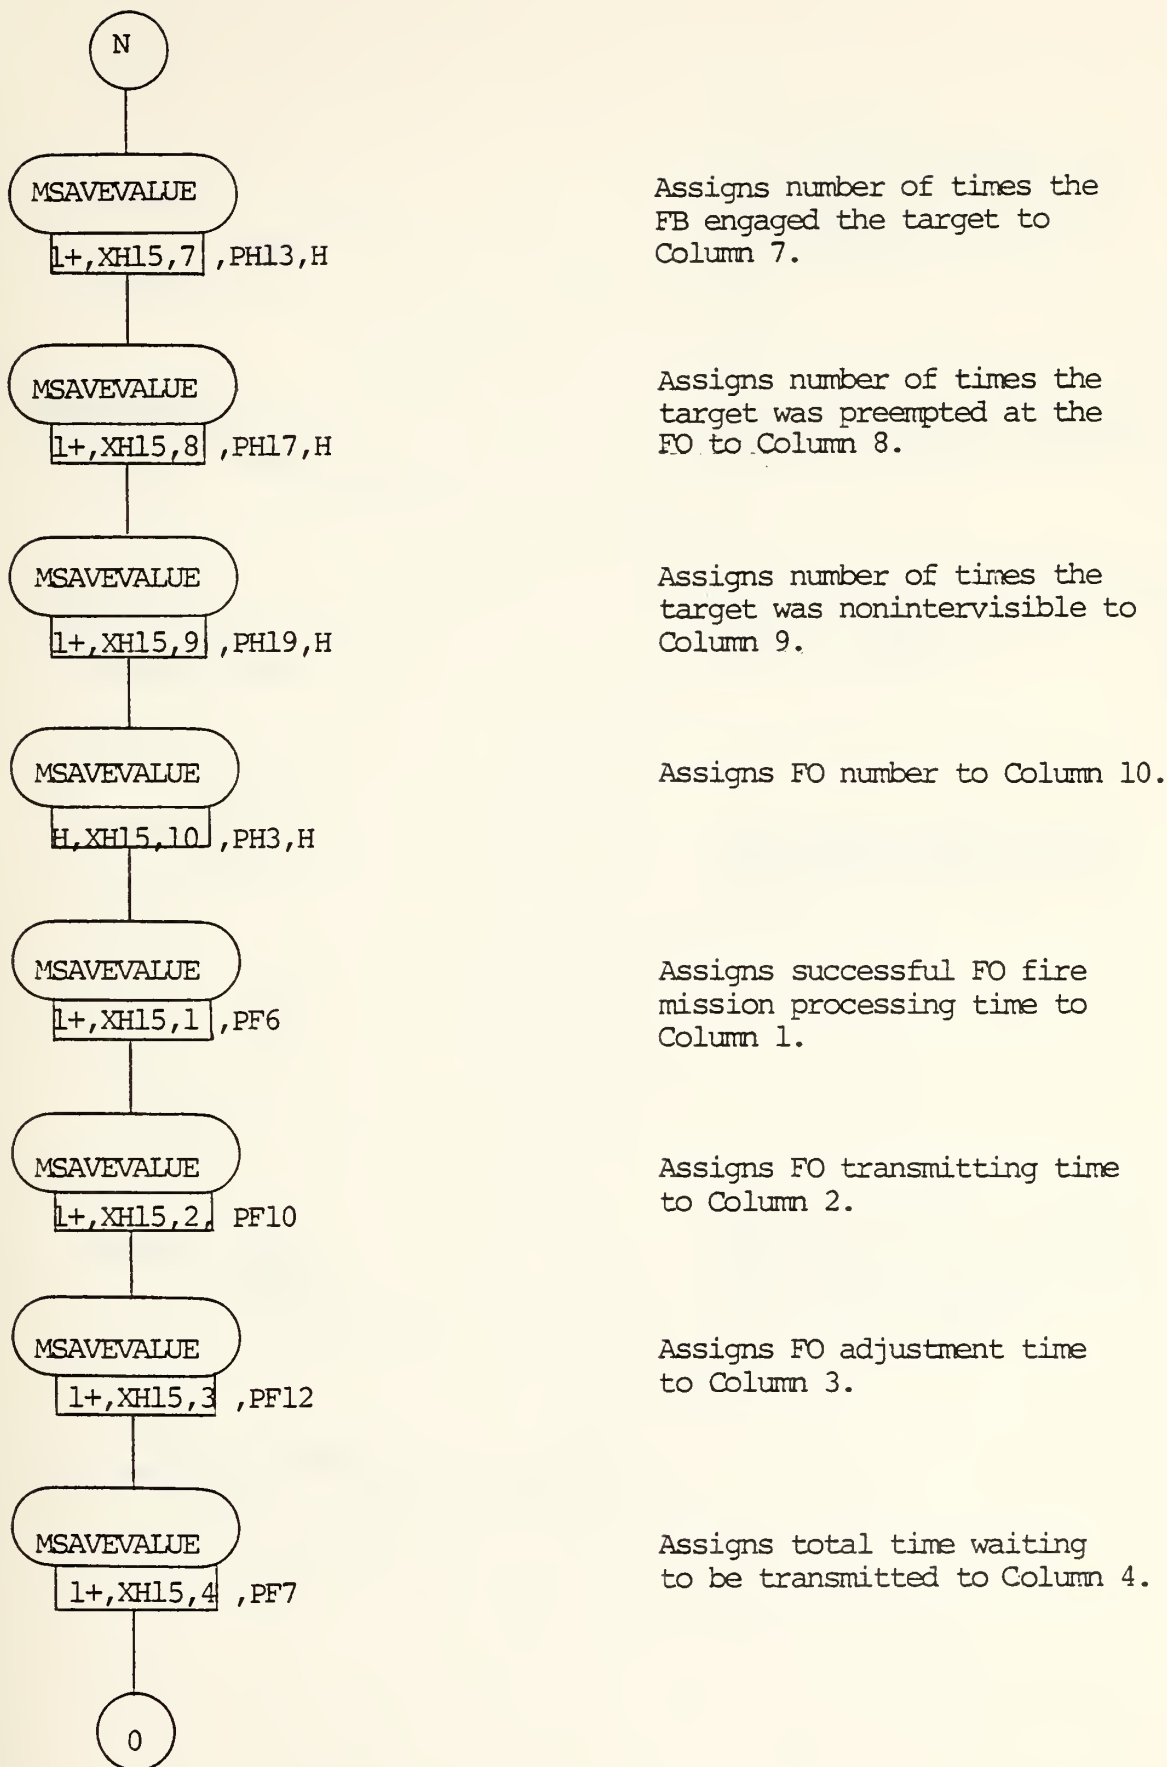 N
MSAVEVALUE
1+,XH15,7 ,PH13,H
Assigns number of times the
FB engaged the target to
Column 7.
MSAVEVALUE
1+,XH15,8 ,PH17,H
Assigns number of times the
target was preempted at the
FO to Column 8.
MSAVEVALUE
1+,XH15,9 ,PH19,H
Assigns number of times the
target was nonintervisible to
Column 9.
MSAVEVALUE
H,XH15,10 ,PH3,H
Assigns FO number to Column 10.
MSAVEVALUE
1+,XH15,1 ,PF6
Assigns successful FO fire
mission processing time to
Column 1.
MSAVEVALUE
1+,XH15,2, PF10
Assigns FO transmitting time
to Column 2.
MSAVEVALUE
1+,XH15,3 ,PF12
Assigns FO adjustment time
to Column 3.
MSAVEVALUE
1+,XH15,4 ,PF7
Assigns total time waiting
to be transmitted to Column 4.
O